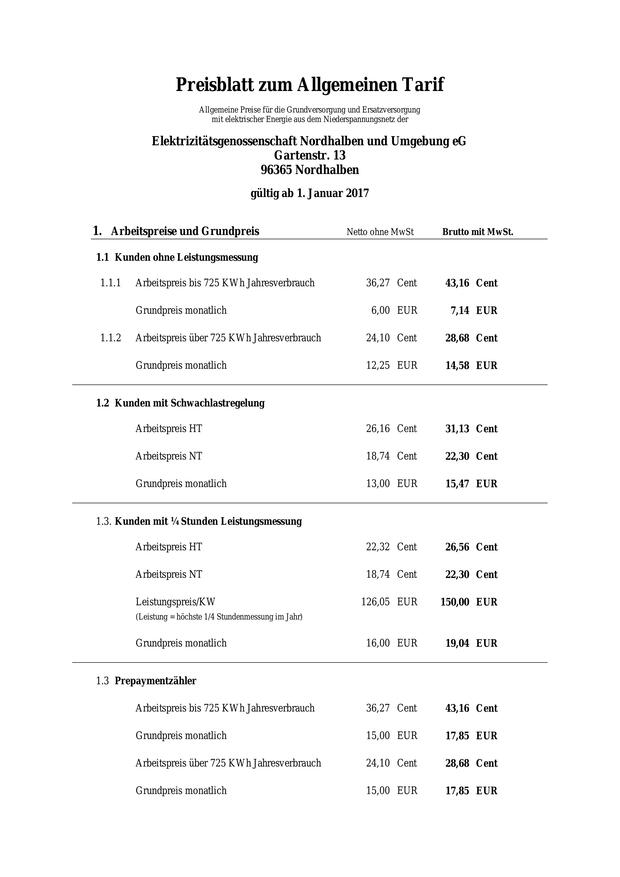 Preisblatt zum Allgemeinen Tarif
Allgemeine Preise für die Grundversorgung und Ersatzversorgung
mit elektrischer Energie aus dem Niederspannungsnetz der
Elektrizitätsgenossenschaft Nordhalben und Umgebung eG
Gartenstr. 13
96365 Nordhalben
gültig ab 1. Januar 2017
1. Arbeitspreise und Grundpreis Netto ohne MwSt Brutto mit MwSt.
1.1 Kunden ohne Leistungsmessung
1.1.1 Arbeitspreis bis 725 KWh Jahresverbrauch 36,27 Cent 43,16 Cent
Grundpreis monatlich 6,00 EUR 7,14 EUR
1.1.2 Arbeitspreis über 725 KWh Jahresverbrauch 24,10 Cent 28,68 Cent
Grundpreis monatlich 12,25 EUR 14,58 EUR
1.2 Kunden mit Schwachlastregelung
Arbeitspreis HT 26,16 Cent 31,13 Cent
Arbeitspreis NT 18,74 Cent 22,30 Cent
Grundpreis monatlich 13,00 EUR 15,47 EUR
1.3. Kunden mit ¼ Stunden Leistungsmessung
Arbeitspreis HT 22,32 Cent 26,56 Cent
Arbeitspreis NT 18,74 Cent 22,30 Cent
Leistungspreis/KW 126,05 EUR 150,00 EUR
(Leistung = höchste 1/4 Stundenmessung im Jahr)
Grundpreis monatlich 16,00 EUR 19,04 EUR
1.3 Prepaymentzähler
Arbeitspreis bis 725 KWh Jahresverbrauch 36,27 Cent 43,16 Cent
Grundpreis monatlich 15,00 EUR 17,85 EUR
Arbeitspreis über 725 KWh Jahresverbrauch 24,10 Cent 28,68 Cent
Grundpreis monatlich 15,00 EUR 17,85 EUR